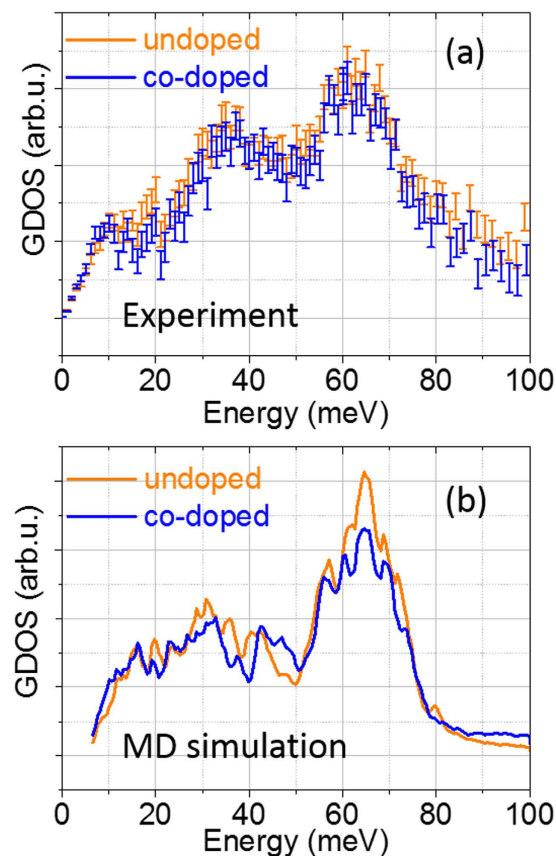 (a)
undoped
co-doped
GDOS (arb.u.)
Experiment
0 20 40 60 80 100
Energy (meV)
(b)
undoped
co-doped
GDOS (arb.u.)
MD simulation
0 20 40 60 80 100
Energy (meV)